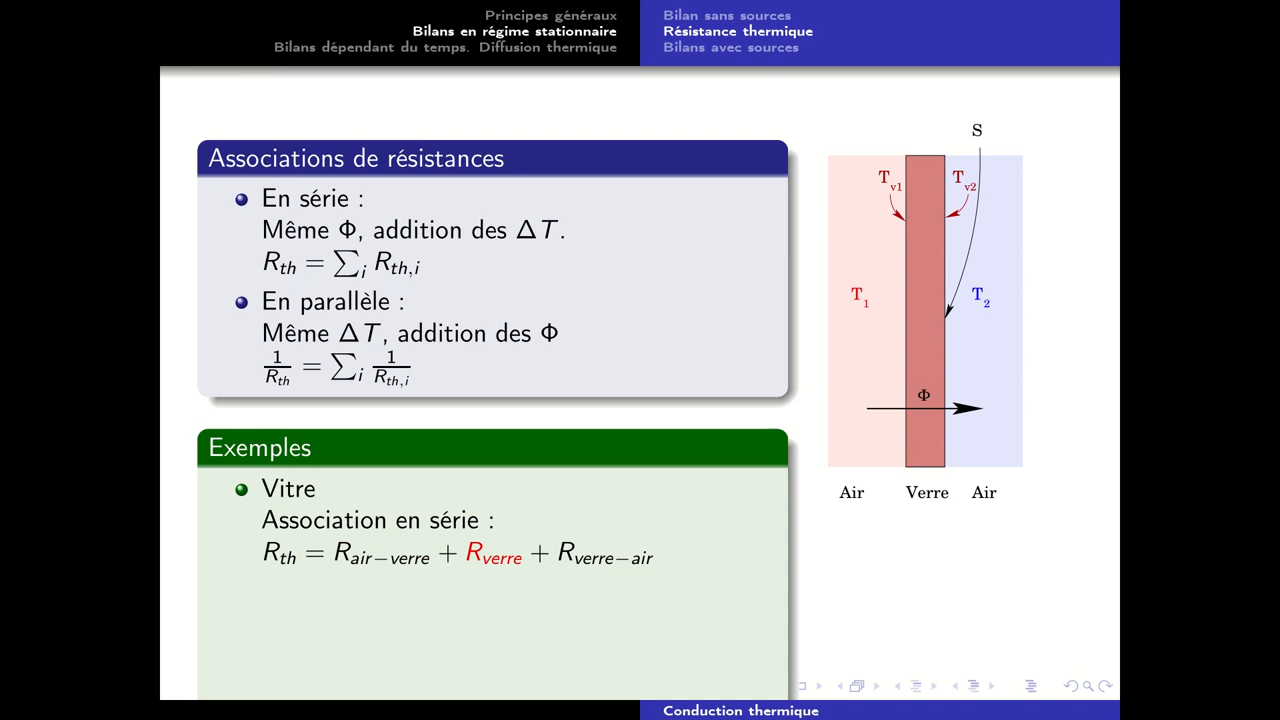 Principes généraux
Bilans en régime stationnaire
Bilans dépendant du temps. Diffusion thermique
Bilan sans sources
Résistance thermique
Bilans avec sources
Associations de résistances
En série :
Même Φ, addition des ΔT.
R_th = ∑_i R_th,i
En parallèle :
Même ΔT, addition des Φ
1/R_th = ∑_i 1/R_th,i
Exemples
Vitre
Association en série :
R_th = R_air−verre + R_verre + R_verre−air
S
T_v1 T_v2
T_1 T_2
Φ
Air Verre Air
Conduction thermique